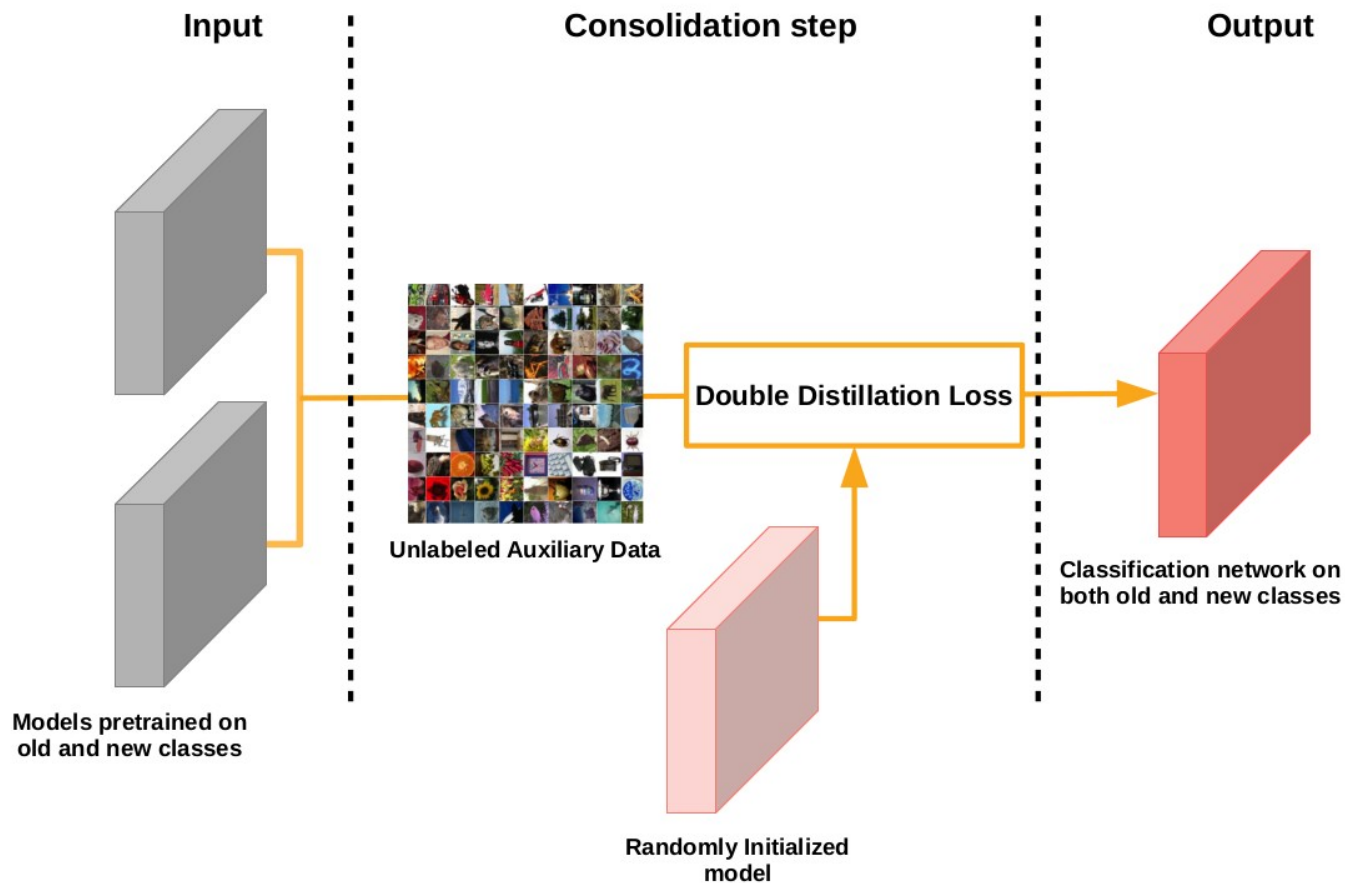 Input
Consolidation step
Output
Double Distillation Loss
Unlabeled Auxiliary Data
Classification network on
both old and new classes
Models pretrained on
old and new classes
Randomly Initialized
model